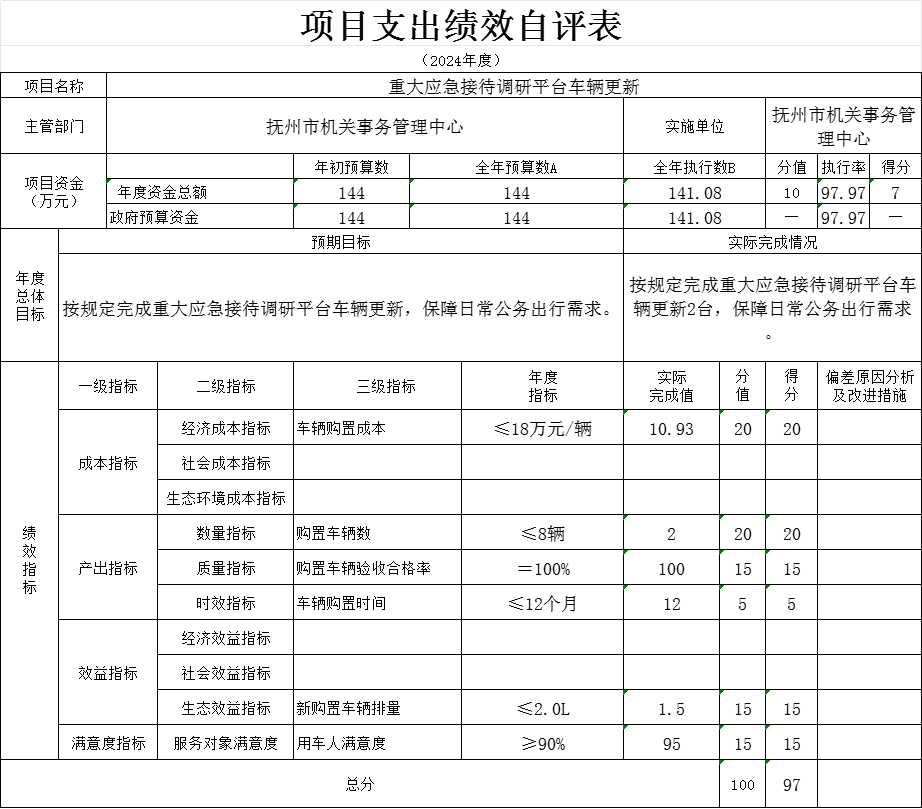 项目支出绩效自评表
（2024年度）
项目名称 重大应急接待调研平台车辆更新
主管部门 抚州市机关事务管理中心 实施单位 抚州市机关事务管
理中心
项目资金
（万元） 年初预算数 全年预算数A 全年执行数B 分值 执行率 得分
年度资金总额 144 144 141.08 10 97.97 7
政府预算资金 144 144 141.08 — 97.97 —
年度
总体
目标 预期目标 实际完成情况
按规定完成重大应急接待调研平台车辆更新，保障日常公务出行需求。 按规定完成重大应急接待调研平台车
辆更新2台，保障日常公务出行需求
。
绩
效
指
标 一级指标 二级指标 三级指标 年度
指标 实际
完成值 分
值 得
分 偏差原因分析
及改进措施
成本指标 经济成本指标 车辆购置成本 ≤18万元/辆 10.93 20 20
社会成本指标
生态环境成本指标
产出指标 数量指标 购置车辆数 ≤8辆 2 20 20
质量指标 购置车辆验收合格率 ＝100% 100 15 15
时效指标 车辆购置时间 ≤12个月 12 5 5
效益指标 经济效益指标
社会效益指标
生态效益指标 新购置车辆排量 ≤2.0L 1.5 15 15
满意度指标 服务对象满意度 用车人满意度 ≥90% 95 15 15
总分 100 97